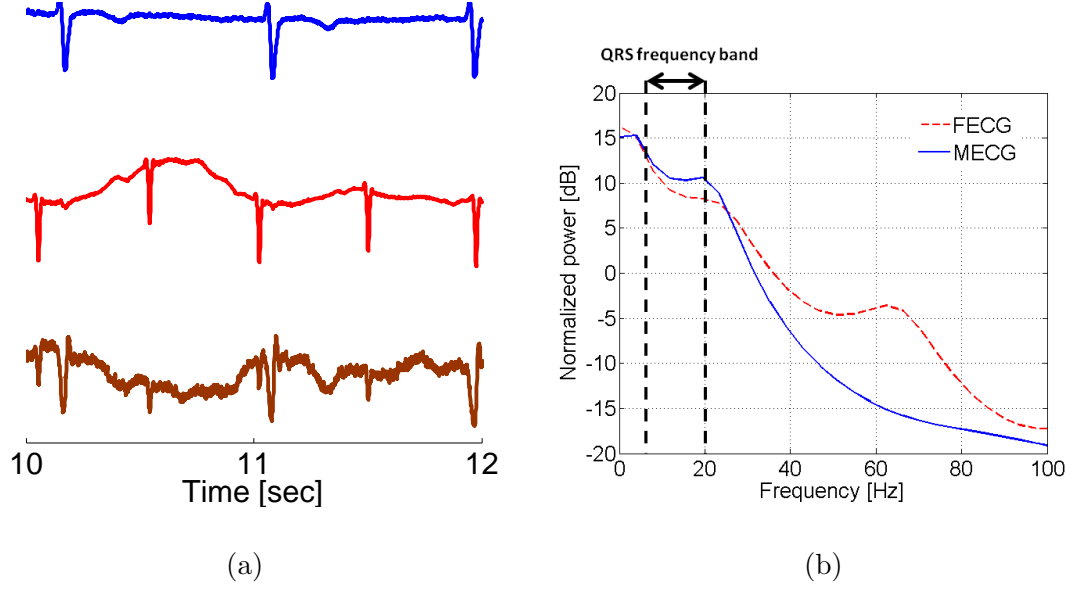 10
11
12
Time [sec]
(a)
QRS frequency band
20
15
10
5
0
-5
-10
-15
-20
Normalized power [dB]
FECG
MECG
0
20
40
60
80
100
Frequency [Hz]
(b)